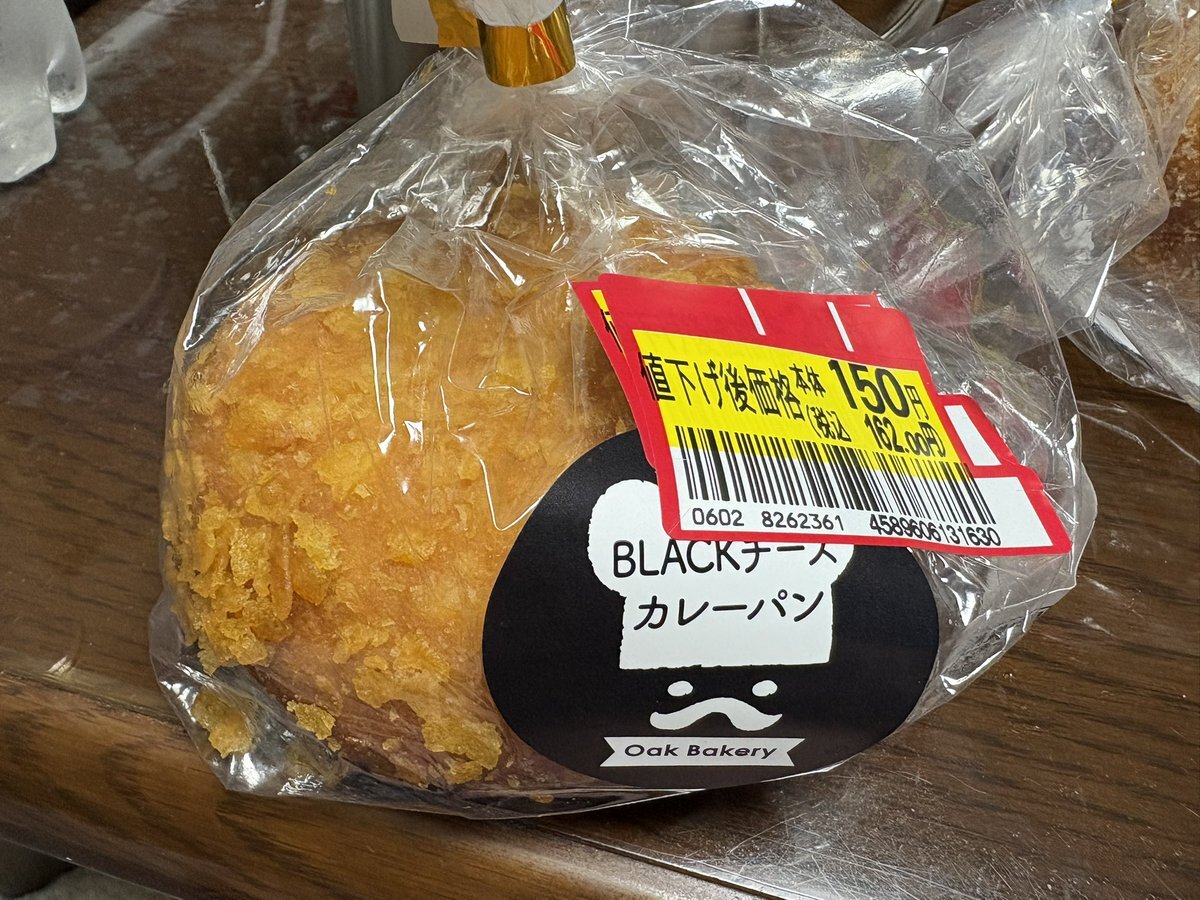 値下げ後価格 本体 150円
(税込 162.00円
0602 8262361 4589606131630
BLACKチーズ
カレーパン
Oak Bakery